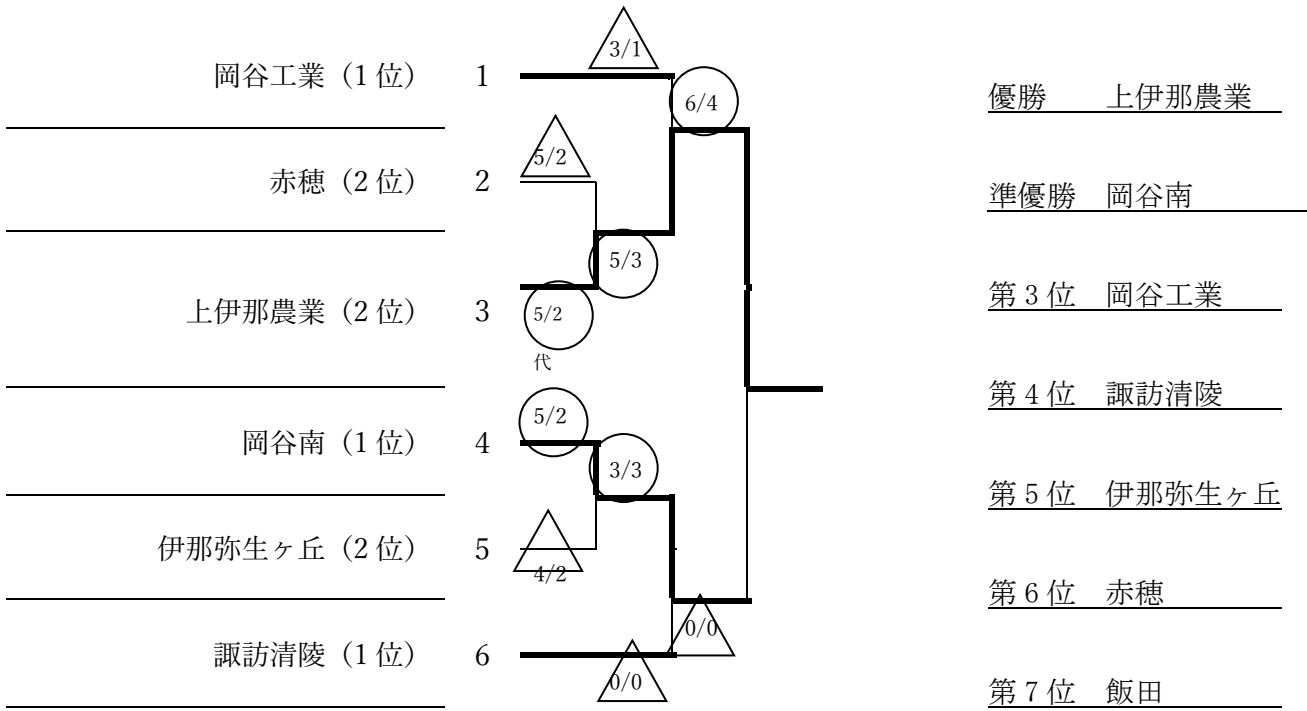 3/1
岡谷工業（1 位） 1
6/4
優勝 上伊那農業
5/2
赤穂（2 位） 2
準優勝 岡谷南
5/3
上伊那農業（2 位） 3
5/2
代
第 3 位 岡谷工業
第 4 位 諏訪清陵
5/2
岡谷南（1 位） 4
3/3
第 5 位 伊那弥生ヶ丘
伊那弥生ヶ丘（2 位） 5
4/2
第 6 位 赤穂
0/0
諏訪清陵（1 位） 6
0/0
第 7 位 飯田